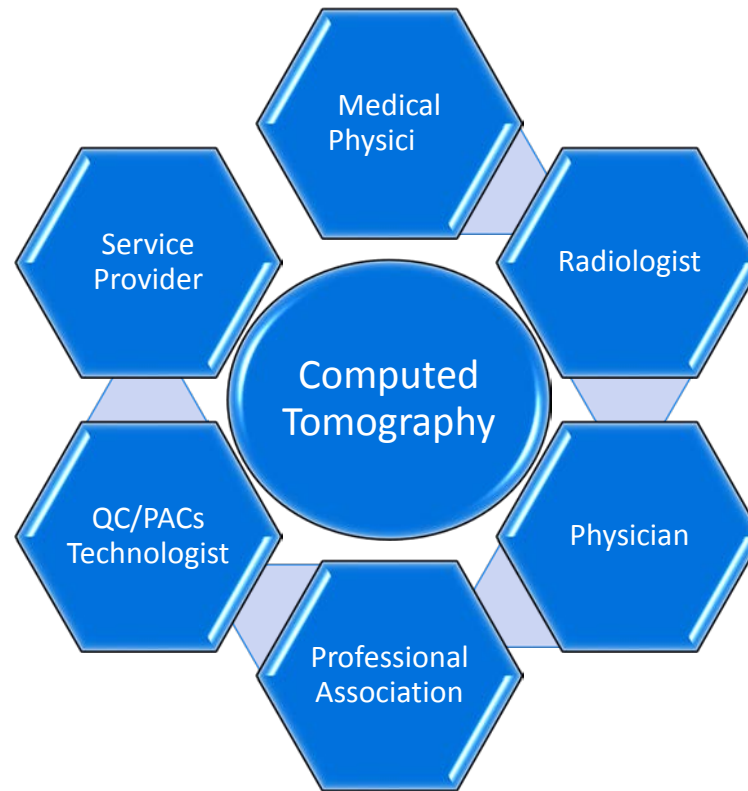 Medical
Physici
Radiologist
Service
Provider
Computed
Tomography
Physician
QC/PACs
Technologist
Professional
Association